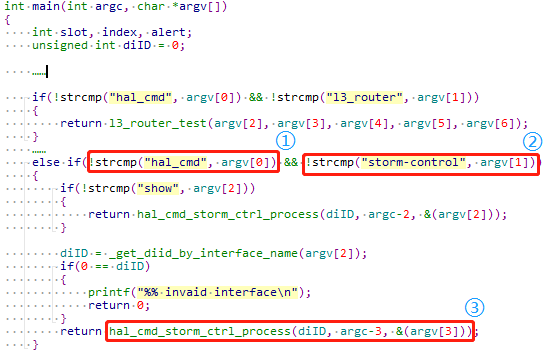 int main(int argc, char *argv[])
{
int slot, index, alert;
unsigned int diID = 0;
……
if(!strcmp("hal_cmd", argv[0]) && !strcmp("l3_router", argv[1]))
{
return l3_router_test(argv[2], argv[3], argv[4], argv[5], argv[6]);
}
①
②
……
else if(!strcmp("hal_cmd", argv[0]) && !strcmp("storm-control", argv[1]))
{
if(!strcmp("show", argv[2]))
{
return hal_cmd_storm_ctrl_process(diID, argc-2, &(argv[2]));
}
diID = _get_diid_by_interface_name(argv[2]);
if(0 == diID)
{
printf("%% invaid interface\n");
return 0;
}
③
return hal_cmd_storm_ctrl_process(diID, argc-3, &(argv[3]));
}